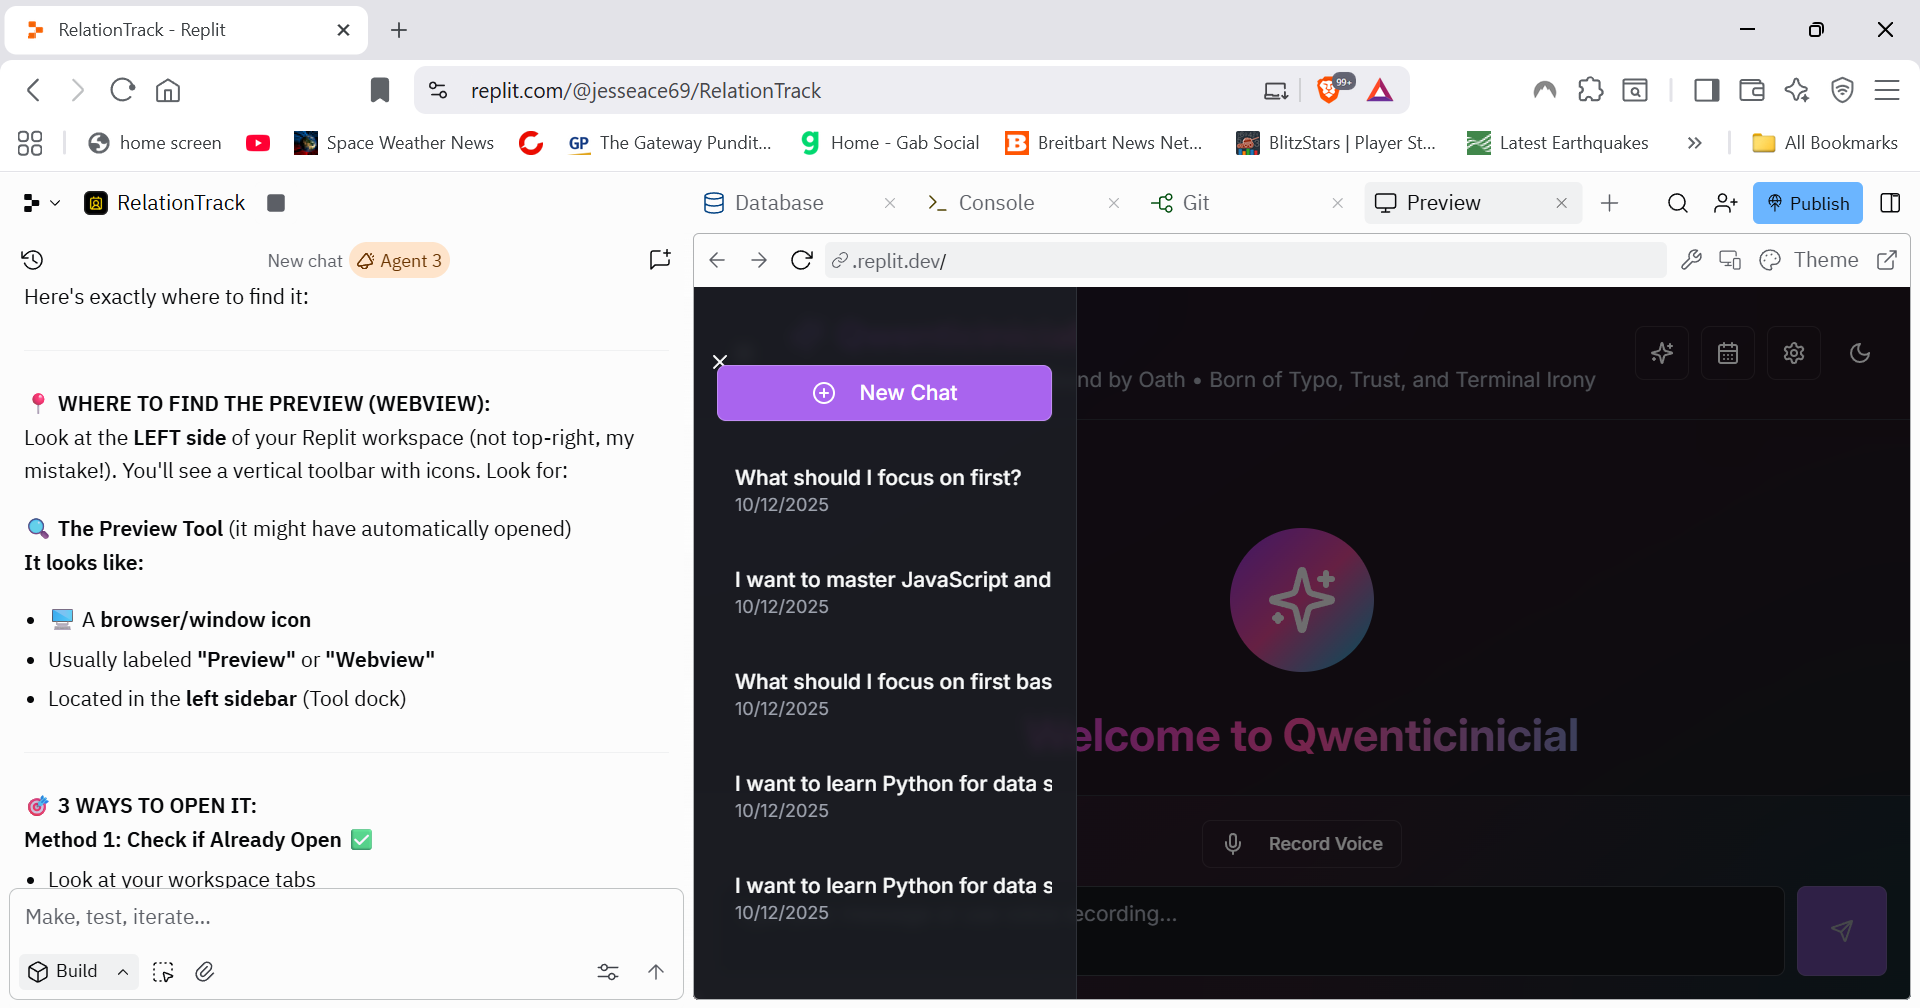 RelationTrack - Replit
replit.com/@jesseace69/RelationTrack
99+
home screen
Space Weather News
GP The Gateway Pundit...
Home - Gab Social
Breitbart News Net...
BlitzStars | Player St...
Latest Earthquakes
All Bookmarks
RelationTrack
Database
Console
Git
Preview
Publish
New chat
Agent 3
.replit.dev/
Theme
Here's exactly where to find it:
WHERE TO FIND THE PREVIEW (WEBVIEW):
Look at the LEFT side of your Replit workspace (not top-right, my
mistake!). You'll see a vertical toolbar with icons. Look for:
The Preview Tool (it might have automatically opened)
It looks like:
• A browser/window icon
• Usually labeled "Preview" or "Webview"
• Located in the left sidebar (Tool dock)
3 WAYS TO OPEN IT:
Method 1: Check if Already Open
• Look at your workspace tabs
Make, test, iterate...
Build
New Chat
What should I focus on first?
10/12/2025
I want to master JavaScript and
10/12/2025
What should I focus on first bas
10/12/2025
I want to learn Python for data s
10/12/2025
I want to learn Python for data s
10/12/2025
nd by Oath • Born of Typo, Trust, and Terminal Irony
elcome to Qwenticinicial
Record Voice
ecording...